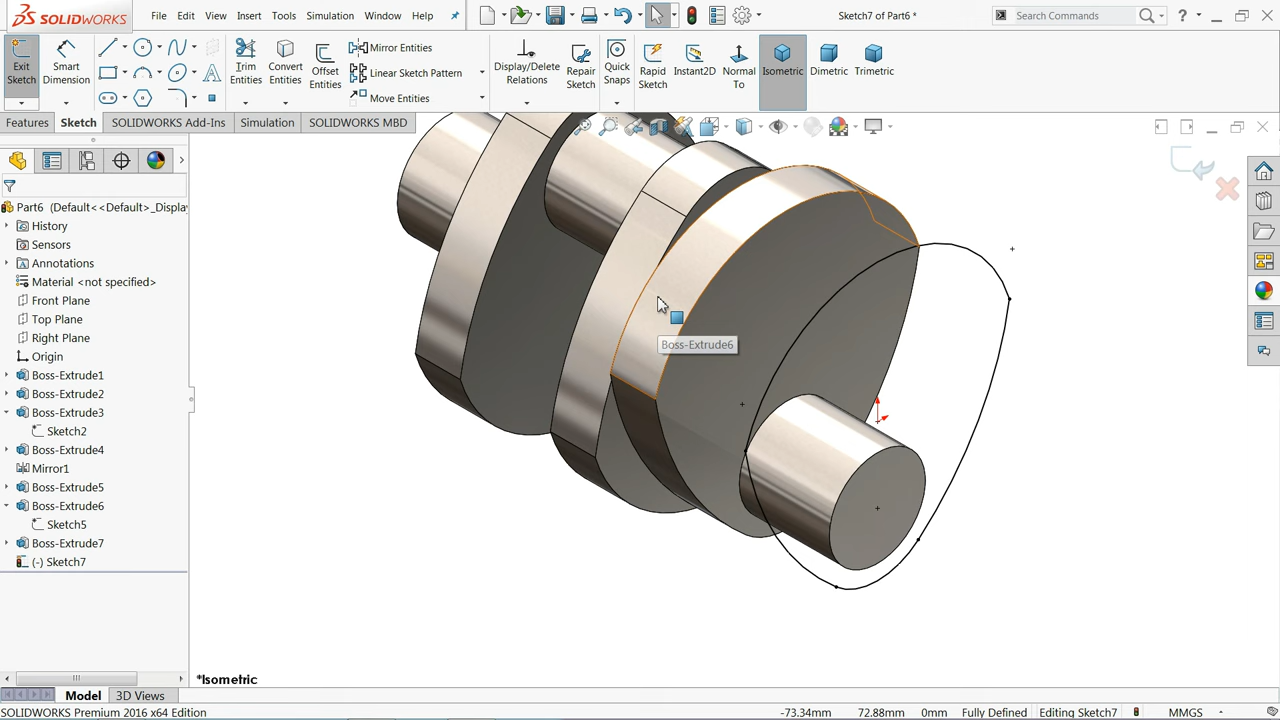 SOLIDWORKS File Edit View Insert Tools Simulation Window Help Sketch7 of Part6 * Search Commands ?
Exit Sketch
Smart Dimension
Trim Entities
Convert Entities
Offset Entities
Mirror Entities
Linear Sketch Pattern
Move Entities
Display/Delete Relations
Repair Sketch
Quick Snaps
Rapid Sketch
Instant2D
Normal To
Isometric
Dimetric
Trimetric
Features Sketch SOLIDWORKS Add-Ins Simulation SOLIDWORKS MBD
Part6 (Default<<Default>_Displa
History
Sensors
Annotations
Material <not specified>
Front Plane
Top Plane
Right Plane
Origin
Boss-Extrude1
Boss-Extrude2
Boss-Extrude3
Sketch2
Boss-Extrude4
Mirror1
Boss-Extrude5
Boss-Extrude6
Sketch5
Boss-Extrude7
(-) Sketch7
Boss-Extrude6
*Isometric
Model 3D Views
SOLIDWORKS Premium 2016 x64 Edition -73.34mm 72.88mm 0mm Fully Defined Editing Sketch7 MMGS